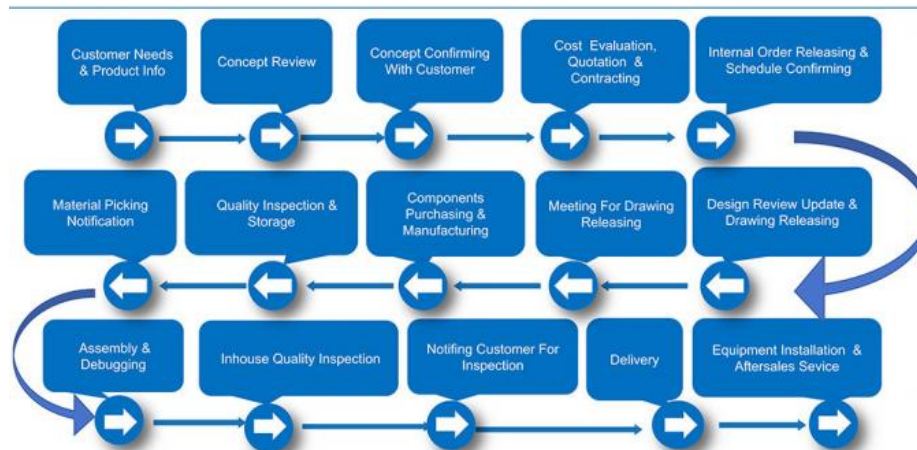 Customer Needs
& Product Info
Concept Review
Concept Confirming
With Customer
Cost Evaluation,
Quotation &
Contracting
Internal Order Releasing &
Schedule Confirming
Material Picking
Notification
Quality Inspection &
Storage
Components
Purchasing &
Manufacturing
Meeting For Drawing
Releasing
Design Review Update &
Drawing Releasing
Assembly &
Debugging
Inhouse Quality Inspection
Notifing Customer For
Inspection
Delivery
Equipment Installation &
Aftersales Sevice